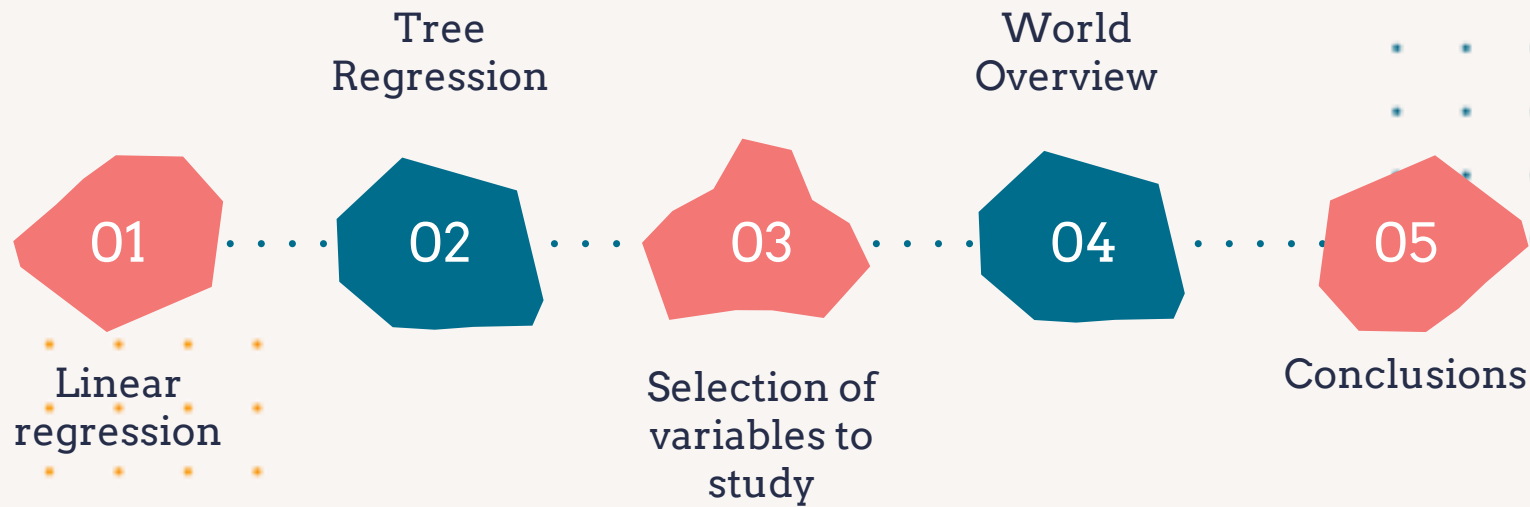 01
Linear
regression
Tree
Regression
02
03
Selection of
variables to
study
World
Overview
04
05
Conclusions